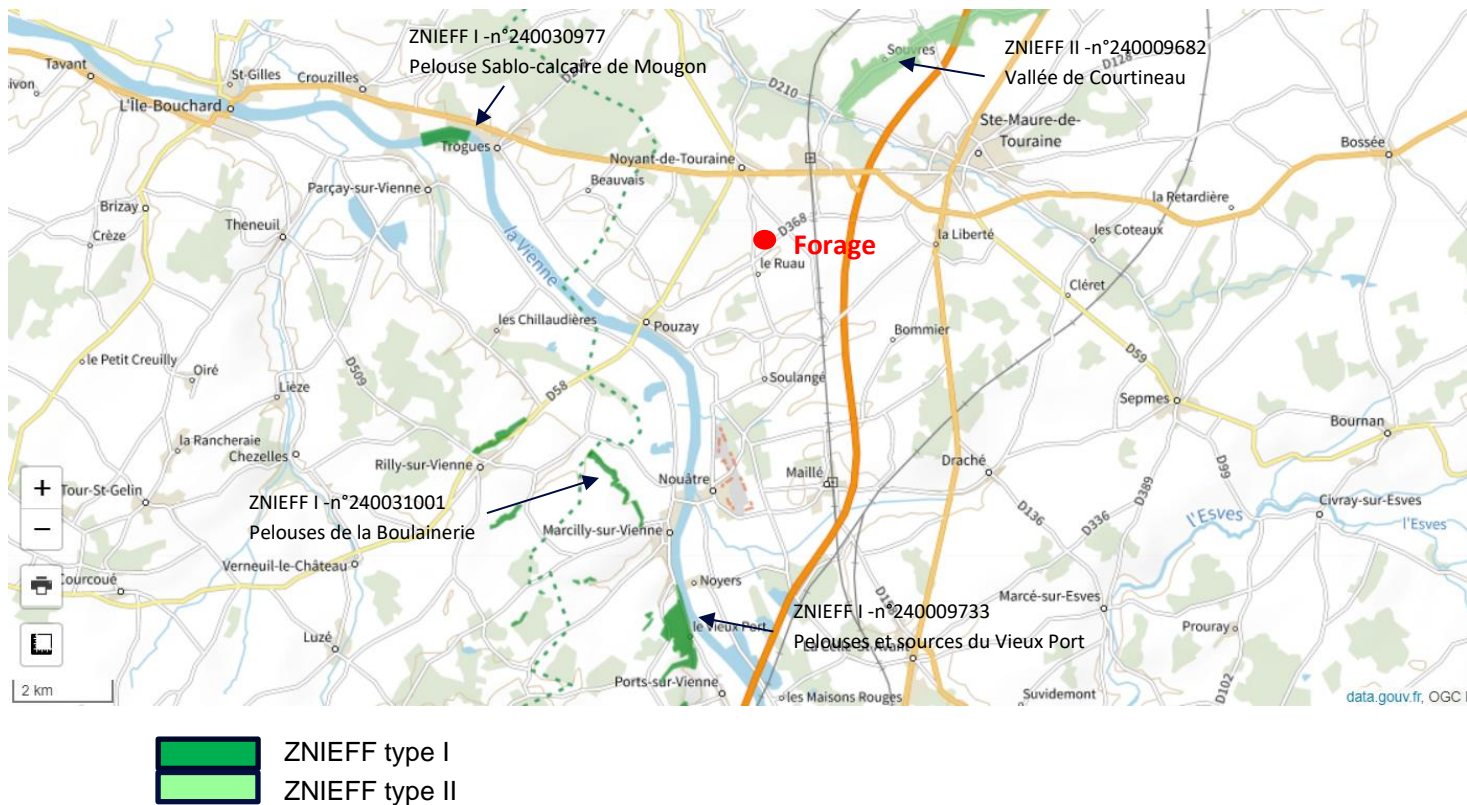 ZNIEFF I -n°240030977
Pelouse Sablo-calcaire de Mougon
ZNIEFF II -n°240009682
Vallée de Courtineau
Souvres
D128
Tavant
St-Gilles
Crouzilles
D210
L'Île-Bouchard
Ste-Maure-de-
Touraine
Bossée
Trogues
Noyant-de-Touraine
Beauvais
Parçay-sur-Vienne
la Retardière
Brizay
Theneuil
D368
Crèze
Forage
la Liberté
les Coteaux
la Vienne
le Ruau
Cléret
les Chillaudières
Pouzay
Bommier
le Petit Creuilly
Oiré
D509
D59
Lièze
Soulangé
D58
Sepmes
Bournan
la Rancheraie
Chezelles
Rilly-sur-Vienne
Maillé
Draché
D99
+
Tour-St-Gelin
Nouâtre
D389
Civray-sur-Esves
ZNIEFF I -n°240031001
Pelouses de la Boulainerie
D136
D336
l'Esves
l'Esves
−
Marcilly-sur-Vienne
Verneuil-le-Château
Courcoué
Noyers
Marcé-sur-Esves
ZNIEFF I -n°240009733
Pelouses et sources du Vieux Port
le Vieux Port
Prouray
Luzé
Ports-sur-Vienne
les Maisons Rouges
Suvidemont
D102
2 km
data.gouv.fr, OGC
ZNIEFF type I
ZNIEFF type II